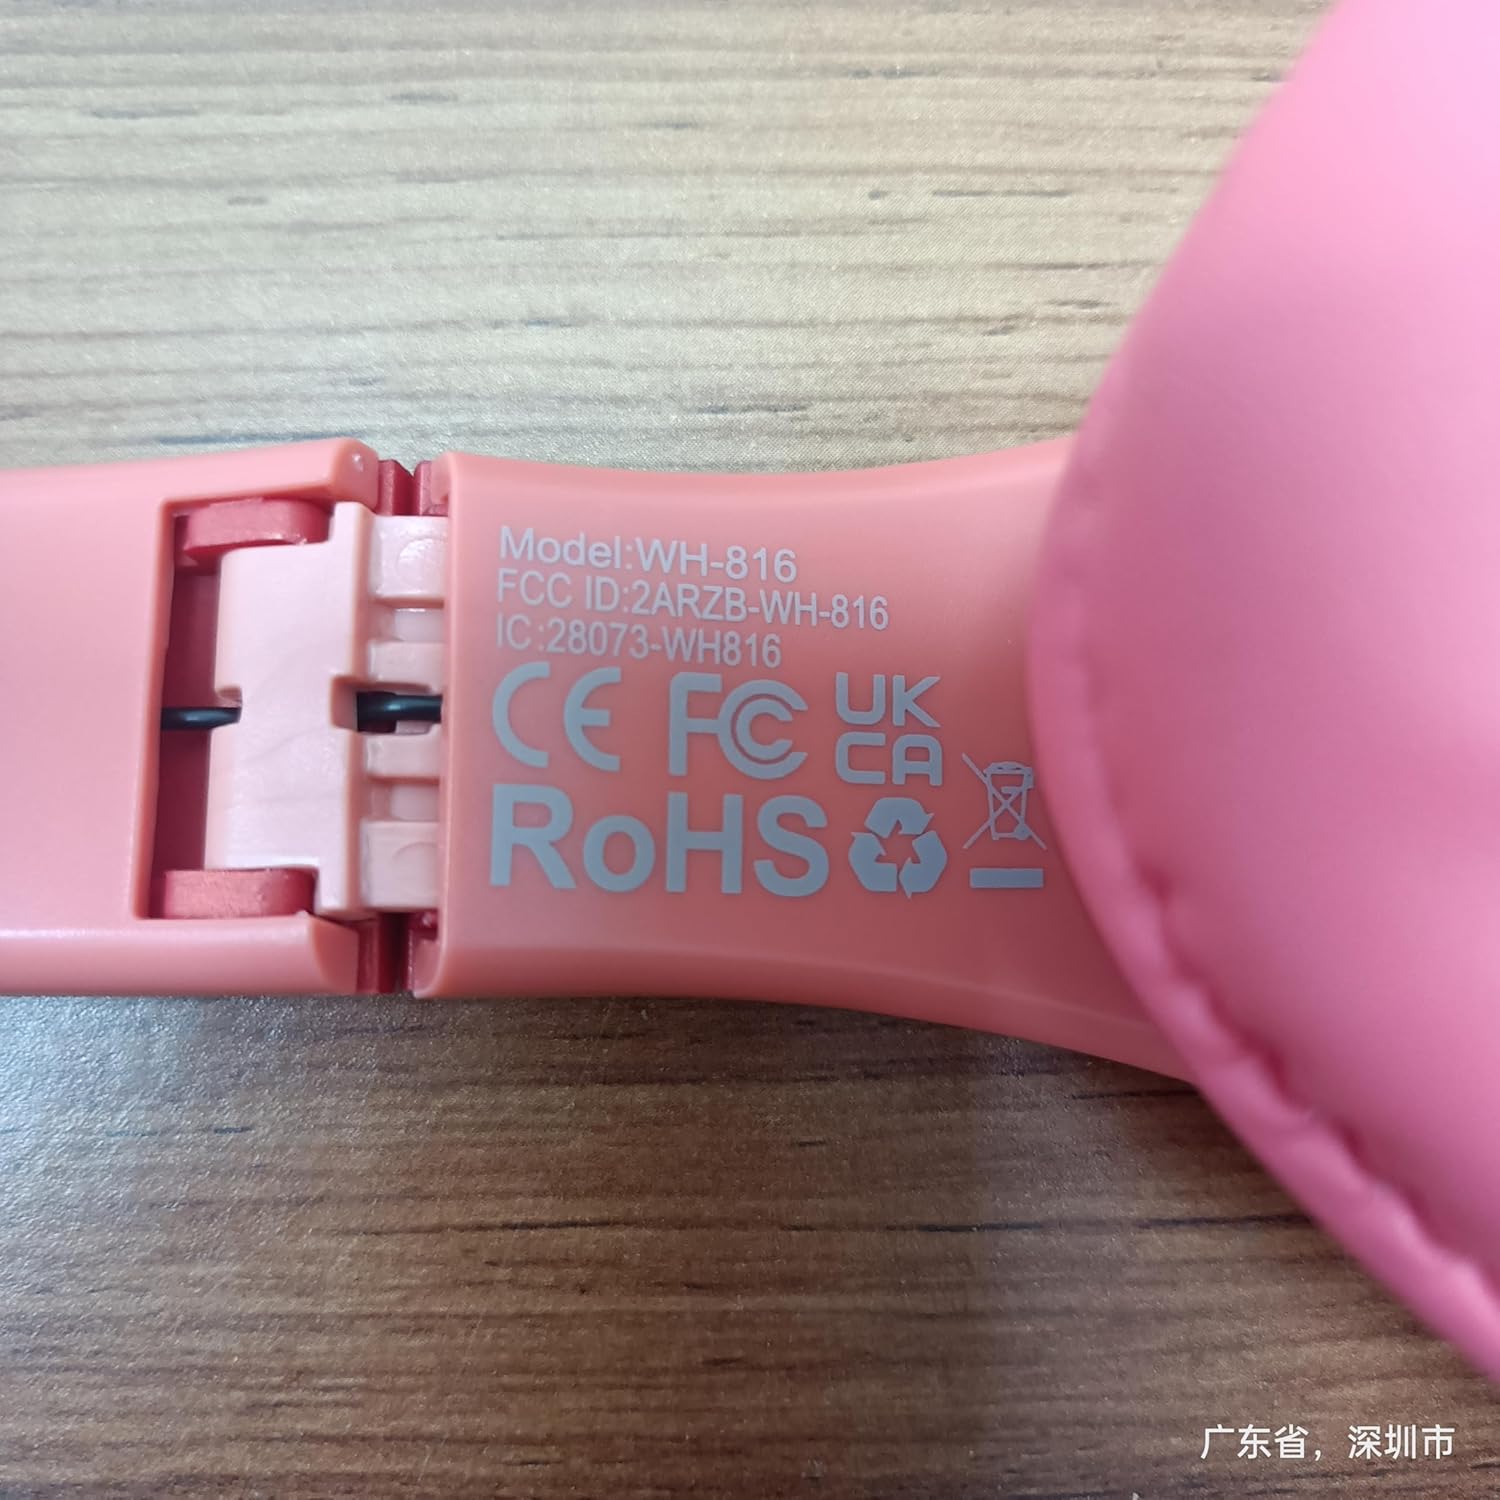 Model:WH-816
FCC ID:2ARZB-WH-816
IC:28073-WH816
CE FC UK
CA
RoHS
广东省，深圳市